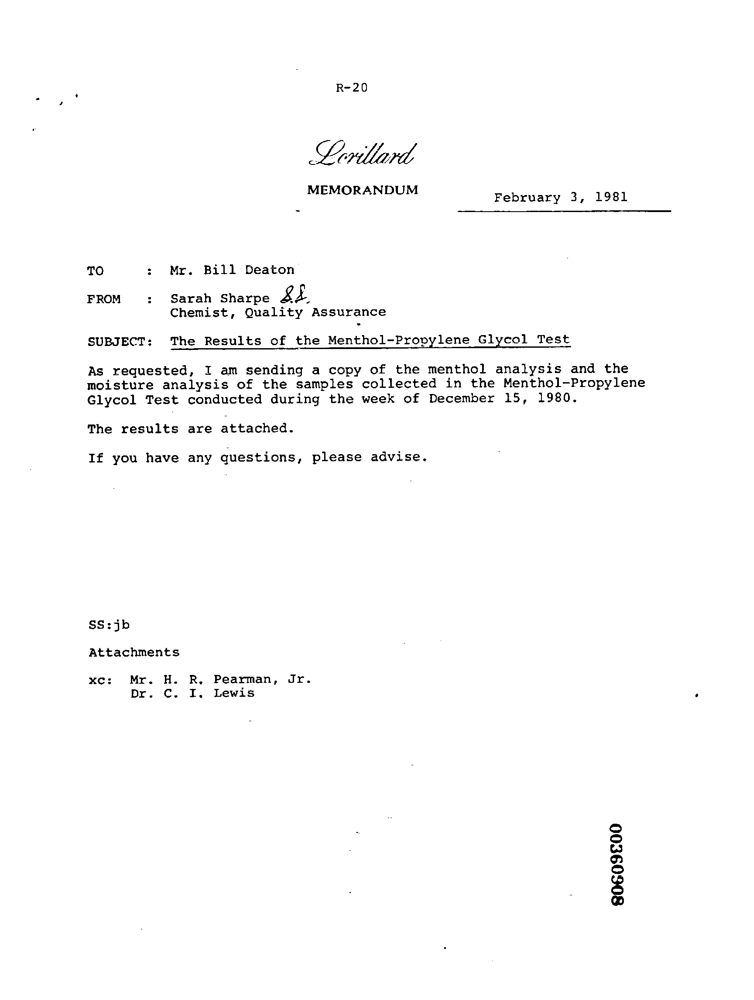 R-20
Lorillard
MEMORANDUM
February 3, 1981
TO : Mr. Bill Deaton
FROM : Sarah Sharpe SS
Chemist, Quality Assurance
SUBJECT: The Results of the Menthol-Propylene Glycol Test
As requested, I am sending a copy of the menthol analysis and the
moisture analysis of the samples collected in the Menthol-Propylene
Glycol Test conducted during the week of December 15, 1980.
The results are attached.
If you have any questions, please advise.
SS:jb
Attachments
xc: Mr. H. R. Pearman, Jr.
Dr. C. I. Lewis
00360908